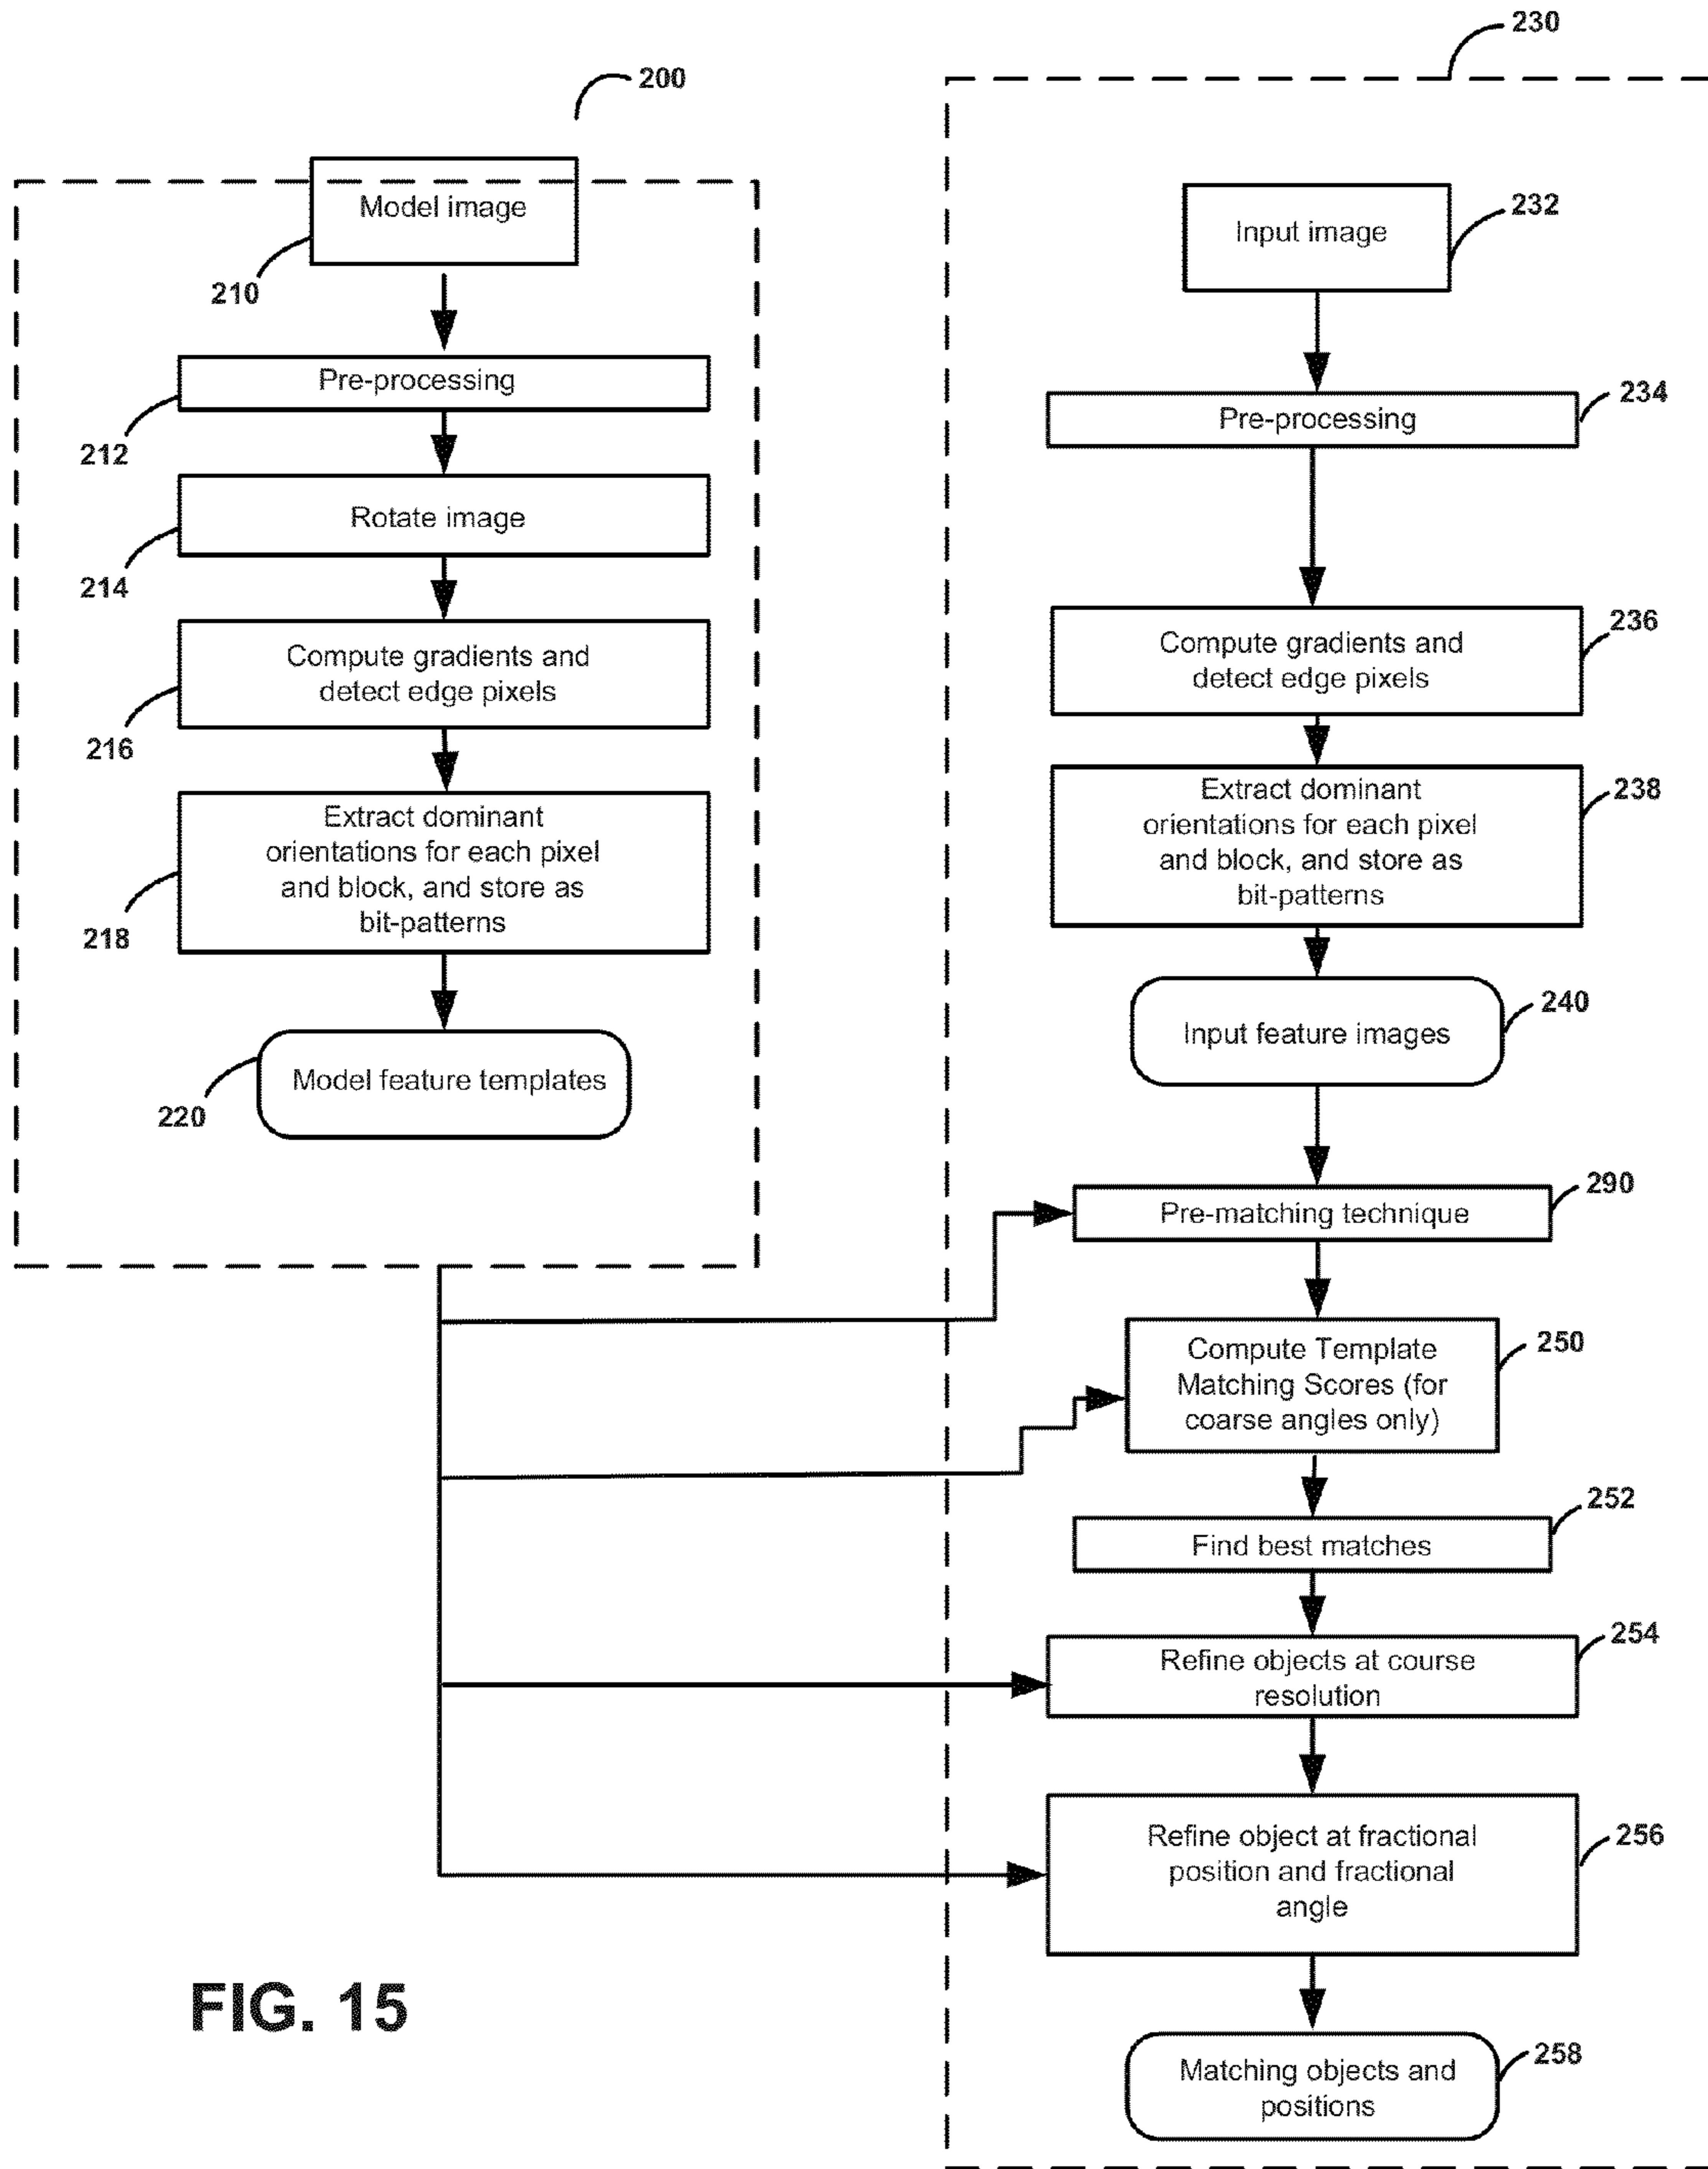 200
Model image
210
Pre-processing
212
Rotate image
214
Compute gradients and
detect edge pixels
216
Extract dominant
orientations for each pixel
and block, and store as
bit-patterns
218
Model feature templates
220
230
Input image
232
Pre-processing
234
Compute gradients and
detect edge pixels
236
Extract dominant
orientations for each pixel
and block, and store as
bit-patterns
238
Input feature images
240
Pre-matching technique
290
Compute Template
Matching Scores (for
coarse angles only)
250
Find best matches
252
Refine objects at course
resolution
254
Refine object at fractional
position and fractional
angle
256
Matching objects and
positions
258
FIG. 15